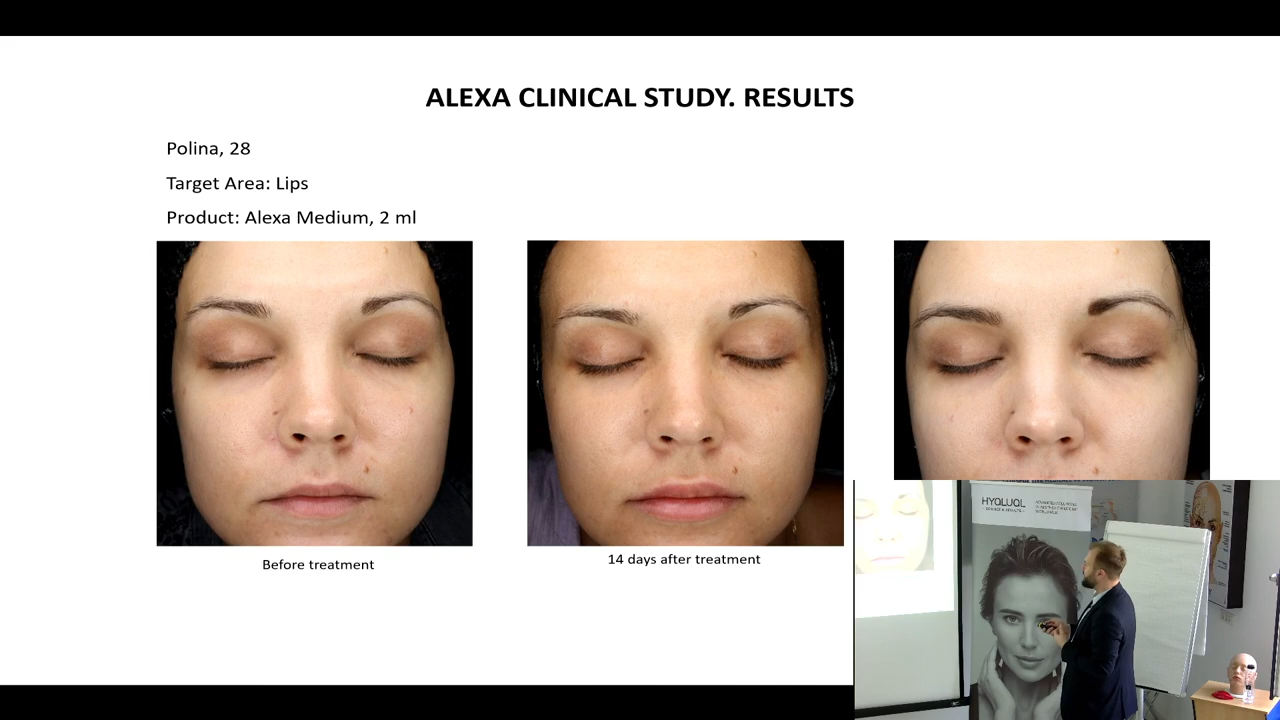 ALEXA CLINICAL STUDY. RESULTS
Polina, 28
Target Area: Lips
Product: Alexa Medium, 2 ml
Before treatment
14 days after treatment
HYALUAL